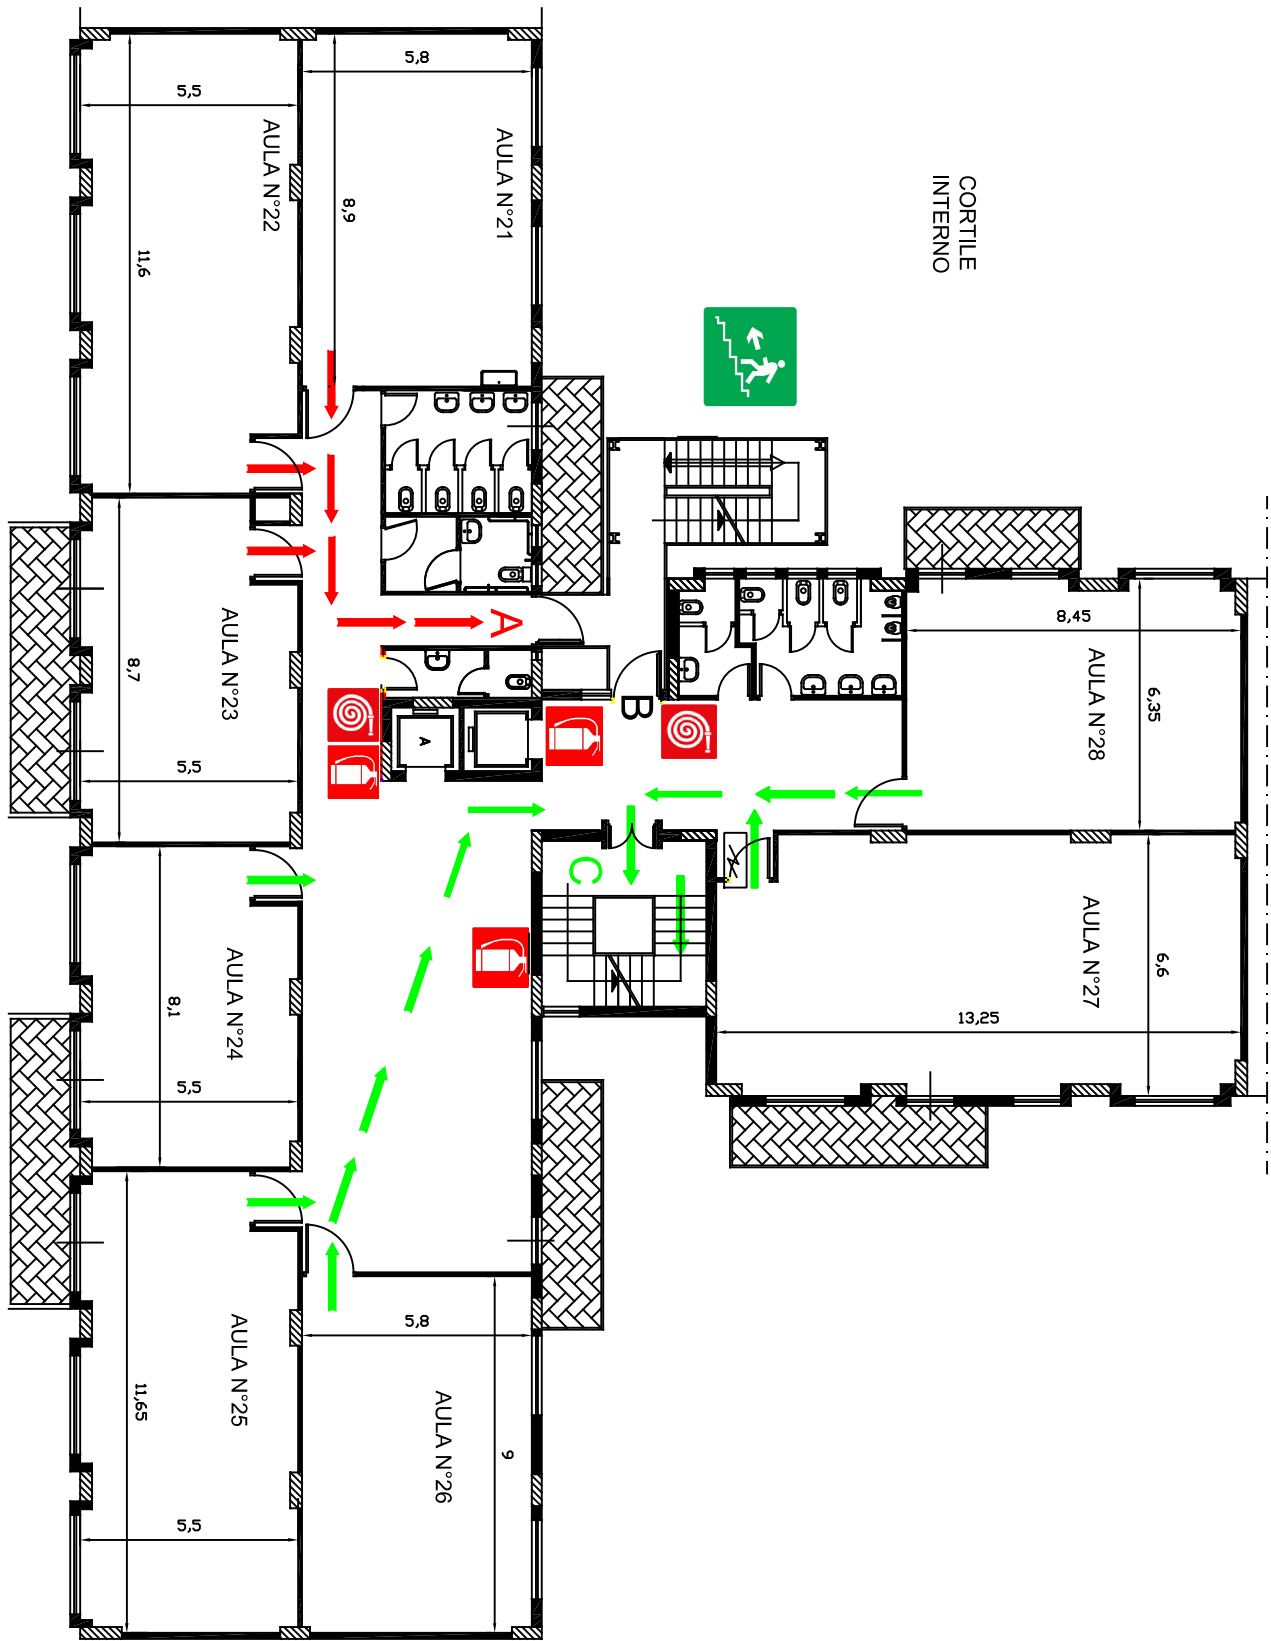 5,8
5,5
AULA N°21
AULA N°22
8,9
11,6
CORTILE
INTERNO
A
B
8,45
AULA N°28
6,35
AULA N°23
8,7
5,5
A
C
AULA N°27
6,6
13,25
AULA N°24
8,1
5,5
AULA N°25
11,65
5,8
AULA N°26
9
5,5